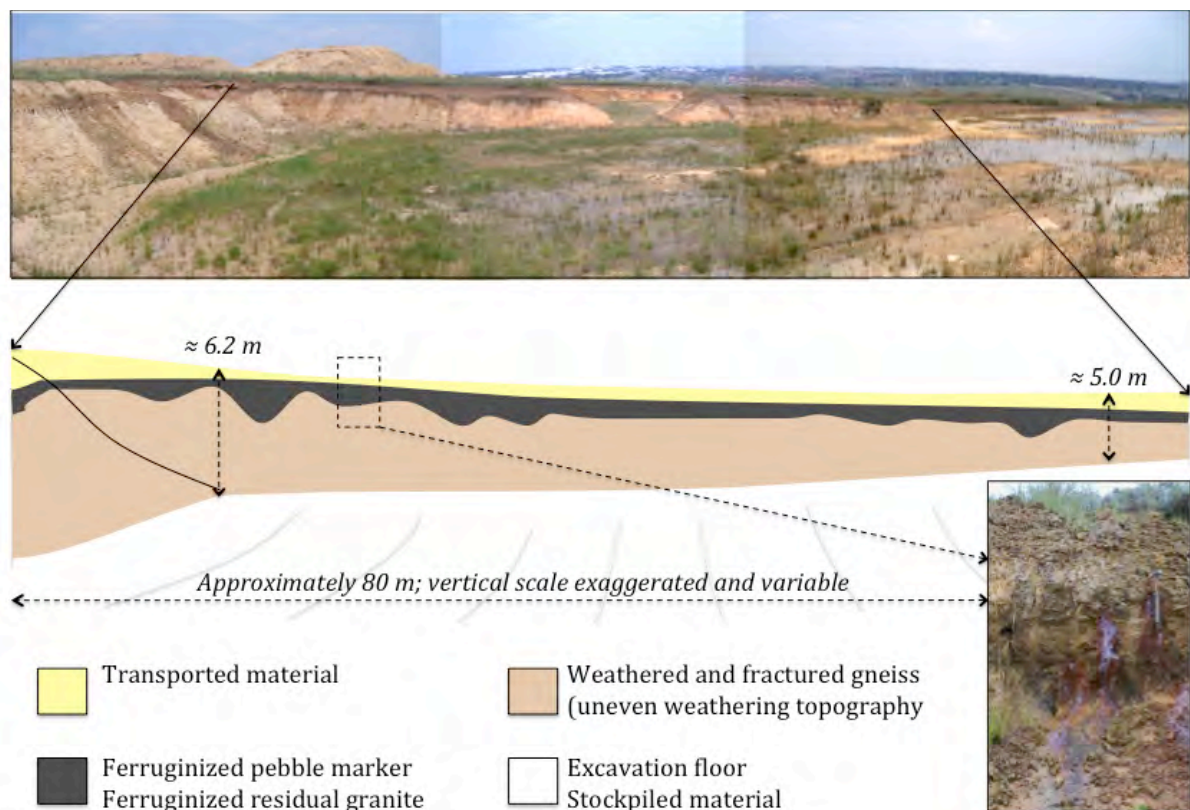 ≈ 6.2 m
≈ 5.0 m
Approximately 80 m; vertical scale exaggerated and variable
Transported material
Weathered and fractured gneiss
(uneven weathering topography
Ferruginized pebble marker
Ferruginized residual granite
Excavation floor
Stockpiled material